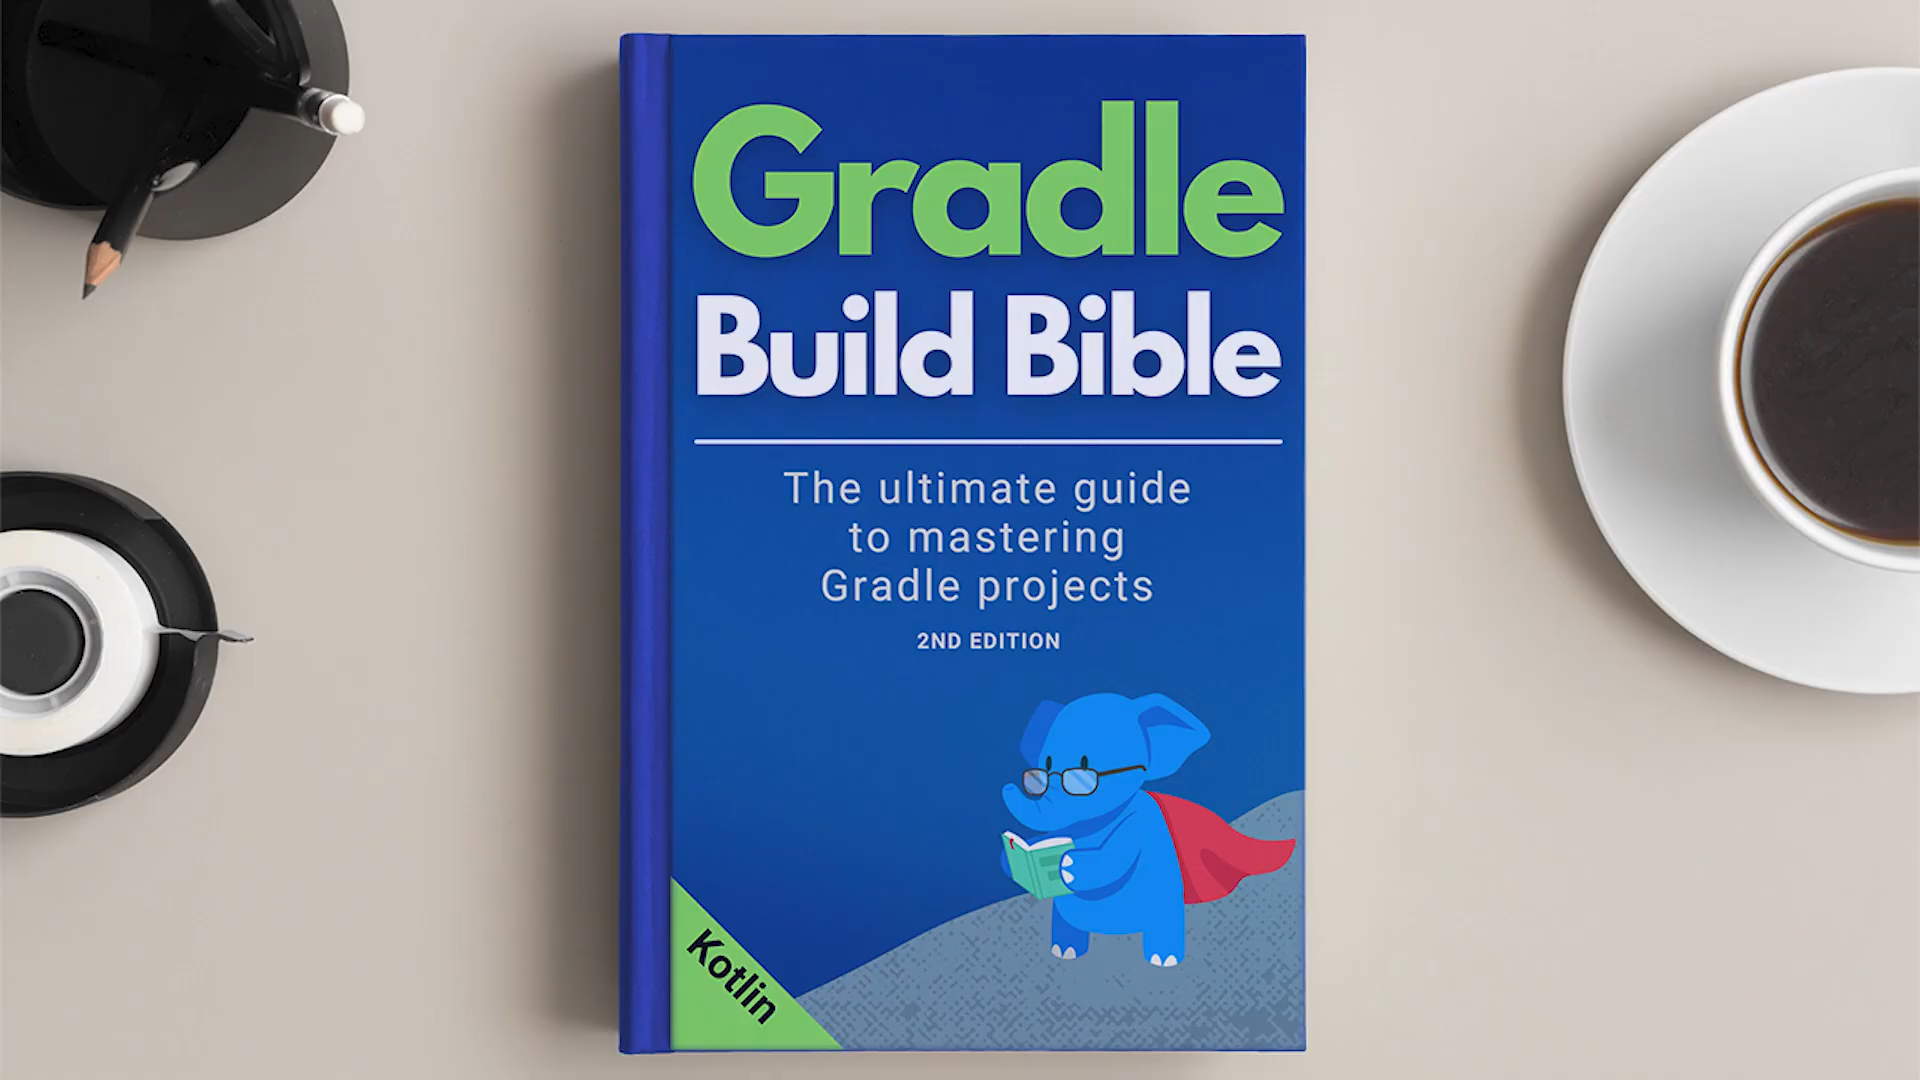 Gradle
Build Bible
The ultimate guide
to mastering
Gradle projects
2ND EDITION
Kotlin